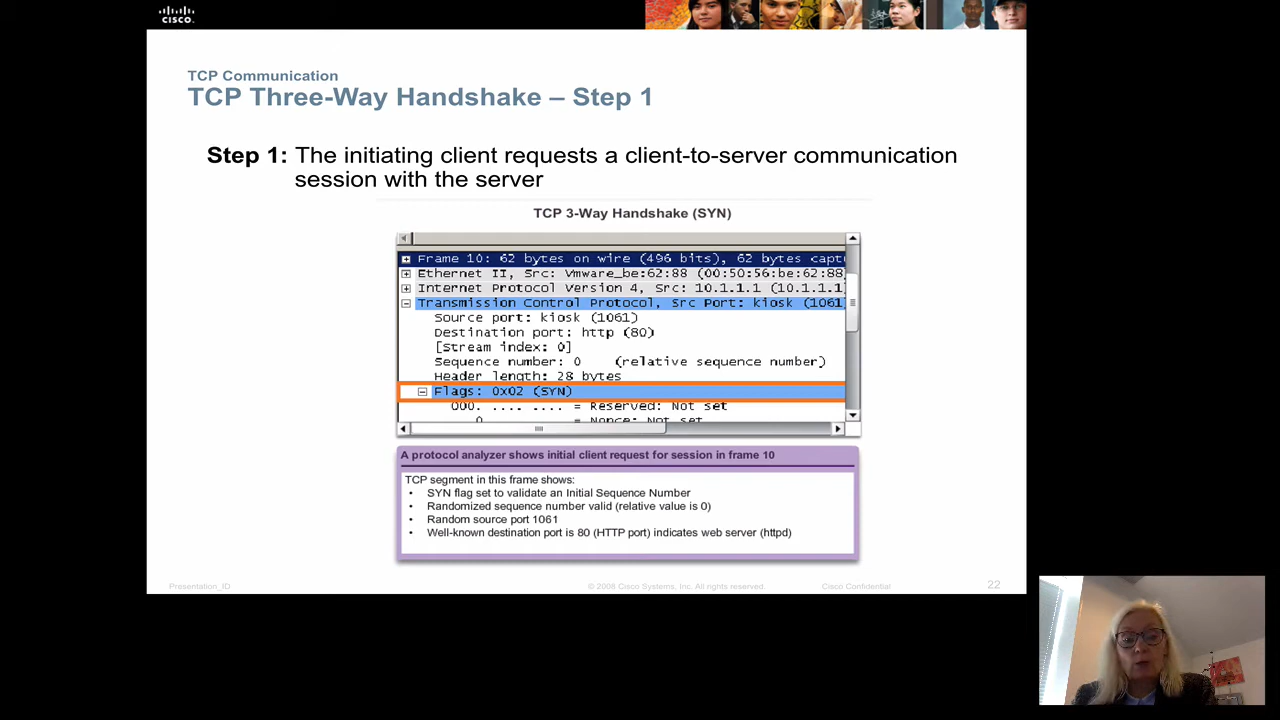 CISCO.
TCP Communication
TCP Three-Way Handshake – Step 1
Step 1: The initiating client requests a client-to-server communication
session with the server
TCP 3-Way Handshake (SYN)
Frame 10: 62 bytes on wire (496 bits), 62 bytes capt
Ethernet II, Src: Vmware_be:62:88 (00:50:56:be:62:88
Internet Protocol Version 4, Src: 10.1.1.1 (10.1.1.1)
Transmission Control Protocol, Src Port: kiosk (1061)
Source port: kiosk (1061)
Destination port: http (80)
[Stream index: 0]
Sequence number: 0 (relative sequence number)
Header length: 28 bytes
Flags: 0x02 (SYN)
000. .... .... = Reserved: Not set
= Nonce: Not set
A protocol analyzer shows initial client request for session in frame 10
TCP segment in this frame shows:
• SYN flag set to validate an Initial Sequence Number
• Randomized sequence number valid (relative value is 0)
• Random source port 1061
• Well-known destination port is 80 (HTTP port) indicates web server (httpd)
Presentation_ID
© 2008 Cisco Systems, Inc. All rights reserved.
Cisco Confidential
22